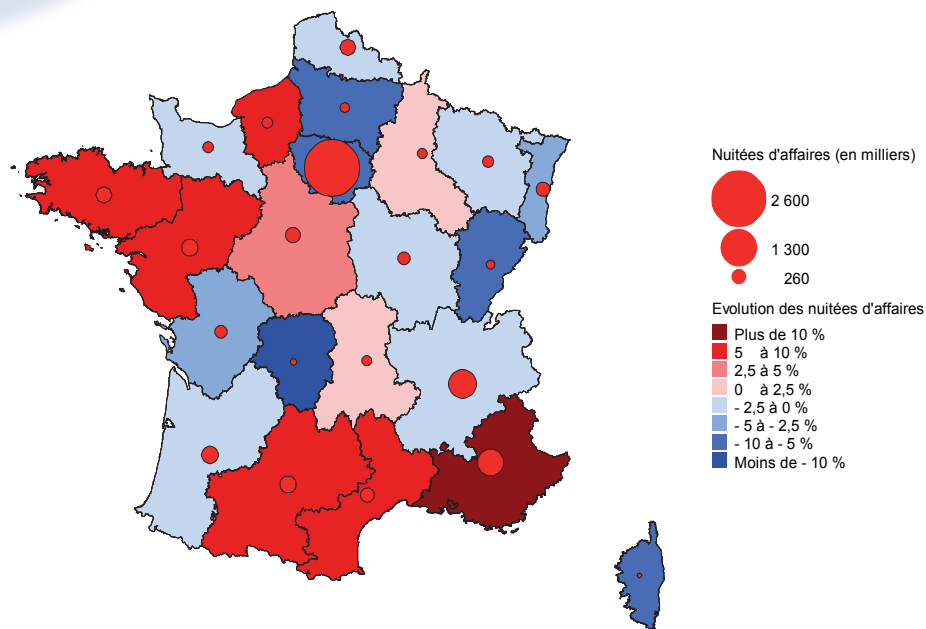 Nuitées d'affaires (en milliers)
2 600
1 300
260
Evolution des nuitées d'affaires
Plus de 10 %
5 à 10 %
2,5 à 5 %
0 à 2,5 %
- 2,5 à 0 %
- 5 à - 2,5 %
- 10 à - 5 %
Moins de - 10 %